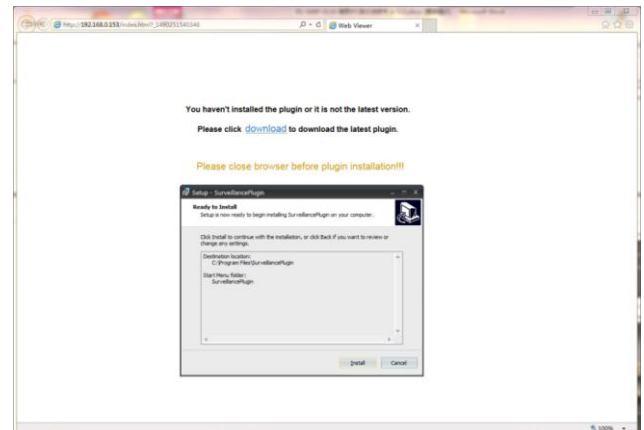 http://192.168.0.153/index.html?_1490251540348
Web Viewer
You haven't installed the plugin or it is not the latest version.
Please click download to download the latest plugin.
Please close browser before plugin installation!!!
Setup - SurveillancePlugin
Ready to Install
Setup is now ready to begin installing SurveillancePlugin on your computer.
Click Install to continue with the installation, or click Back if you want to review or
change any settings.
Destination location:
C:\Program Files\SurveillancePlugin
Start Menu folder:
SurveillancePlugin
Install
Cancel
100%